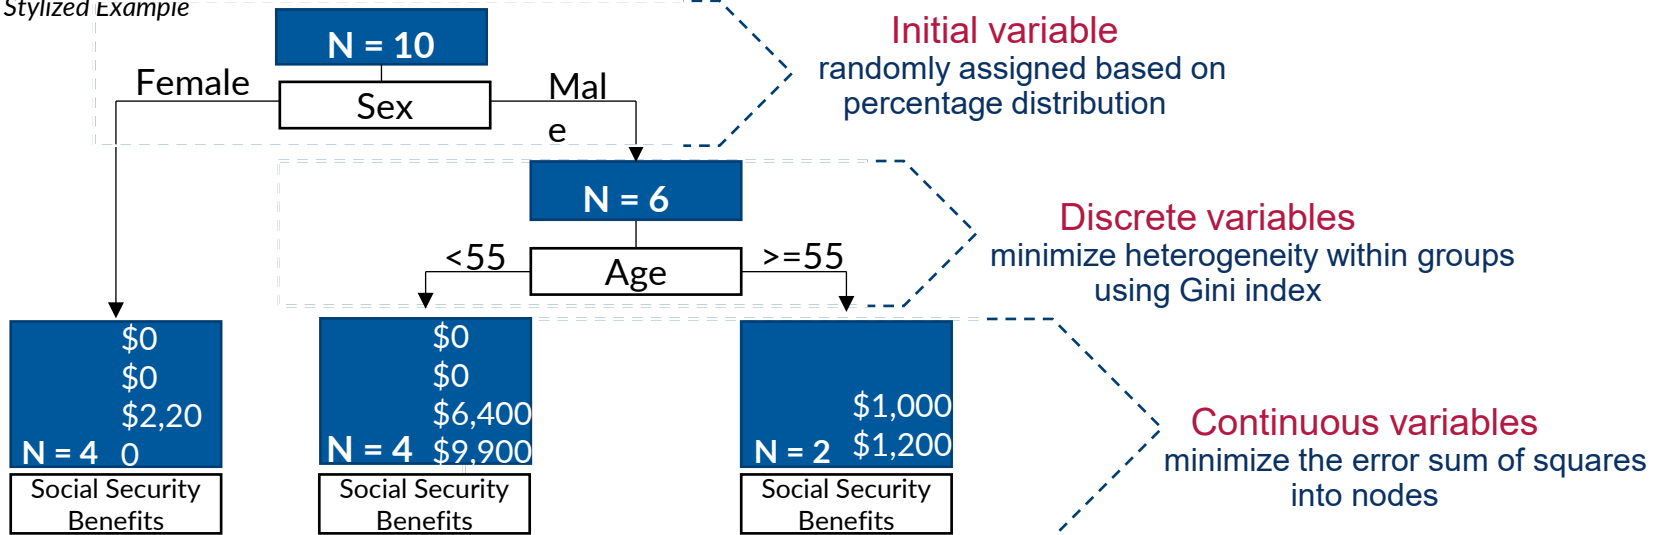 Stylized Example
N = 10
Initial variable
randomly assigned based on
percentage distribution
Female
Sex
Mal
e
N = 6
Discrete variables
minimize heterogeneity within groups
using Gini index
<55
Age
>=55
$0
$0
$2,20
0
N = 4
Social Security
Benefits
$0
$0
$6,400
$9,900
N = 4
Social Security
Benefits
$1,000
$1,200
N = 2
Social Security
Benefits
Continuous variables
minimize the error sum of squares
into nodes